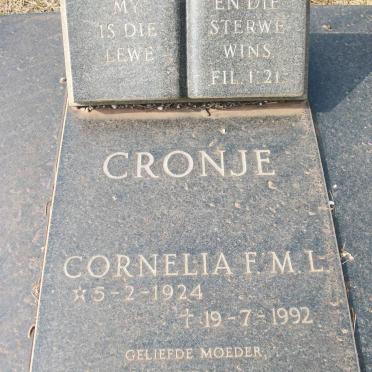 MY
IS DIE
LEWE
EN DIE
STERWE
WINS
FIL. 1:21
CRONJE
CORNELIA F.M.L.
☆5-2-1924
✝19-7-1992
GELIEFDE MOEDER